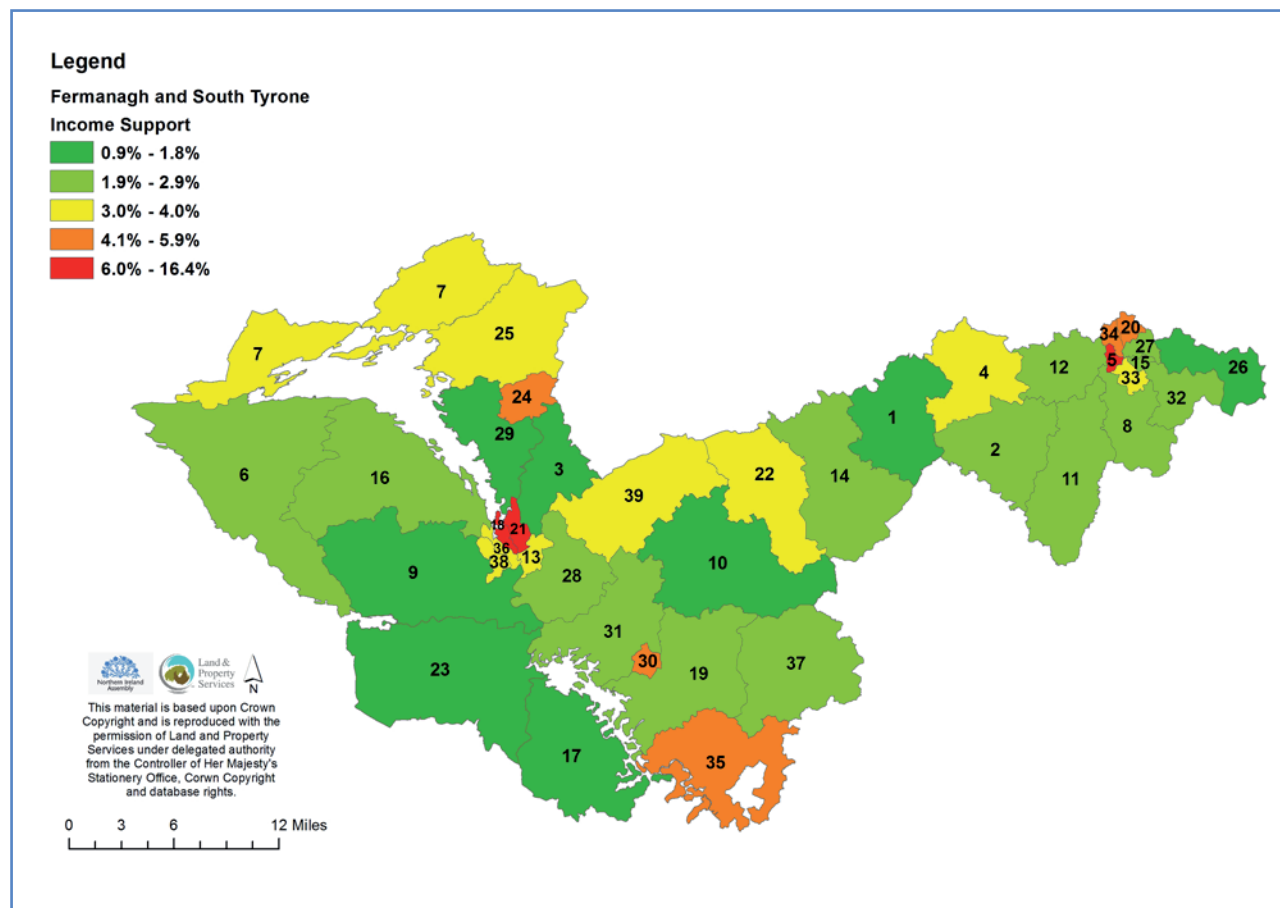 Legend
Fermanagh and South Tyrone
Income Support
0.9% - 1.8%
1.9% - 2.9%
3.0% - 4.0%
4.1% - 5.9%
6.0% - 16.4%
7
25
7
24
29
3
6
16
39
22
14
1
4
12
2
11
34
20
27
5
15
33
26
32
8
18
21
36
38
13
9
28
10
31
30
19
37
23
17
35
Northern Ireland
Assembly
Land &
Property
Services
N
This material is based upon Crown
Copyright and is reproduced with the
permission of Land and Property
Services under delegated authority
from the Controller of Her Majesty's
Stationery Office, Corwn Copyright
and database rights.
0 3 6 12 Miles